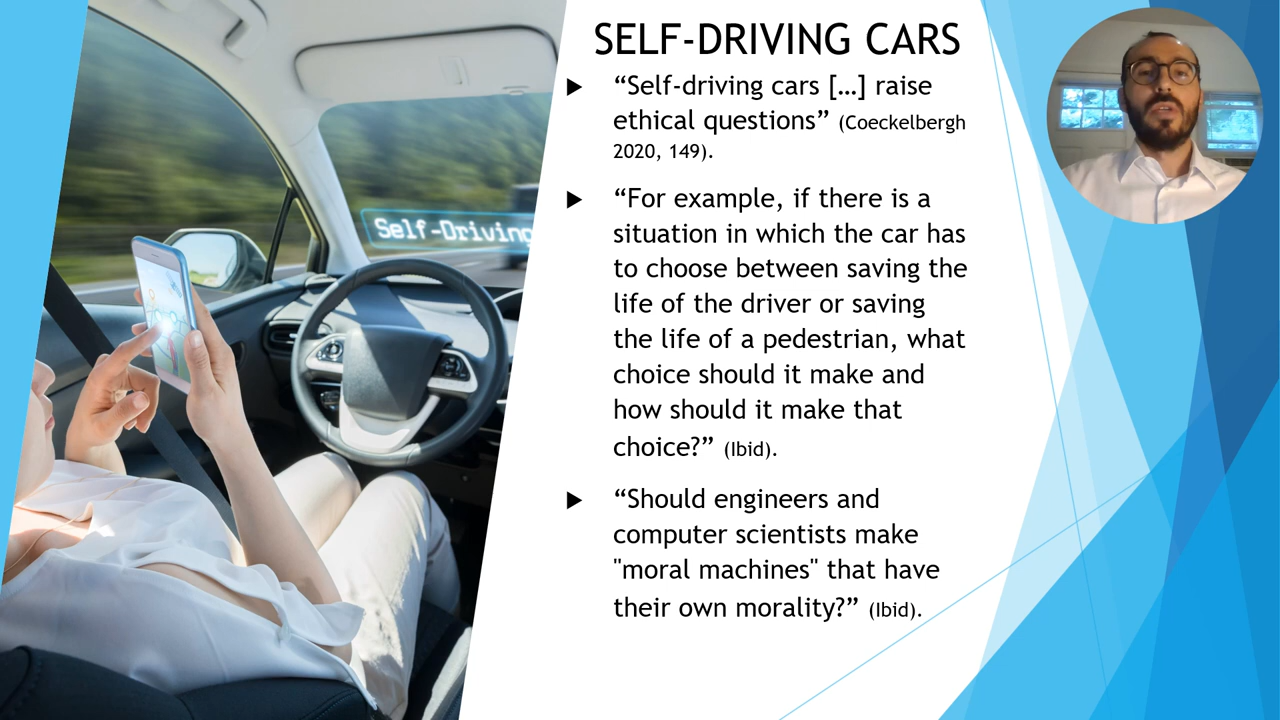 SELF-DRIVING CARS
“Self-driving cars […] raise
ethical questions” (Coeckelbergh
2020, 149).
“For example, if there is a
situation in which the car has
to choose between saving the
life of the driver or saving
the life of a pedestrian, what
choice should it make and
how should it make that
choice?” (Ibid).
“Should engineers and
computer scientists make
"moral machines" that have
their own morality?” (Ibid).
Self-Driving